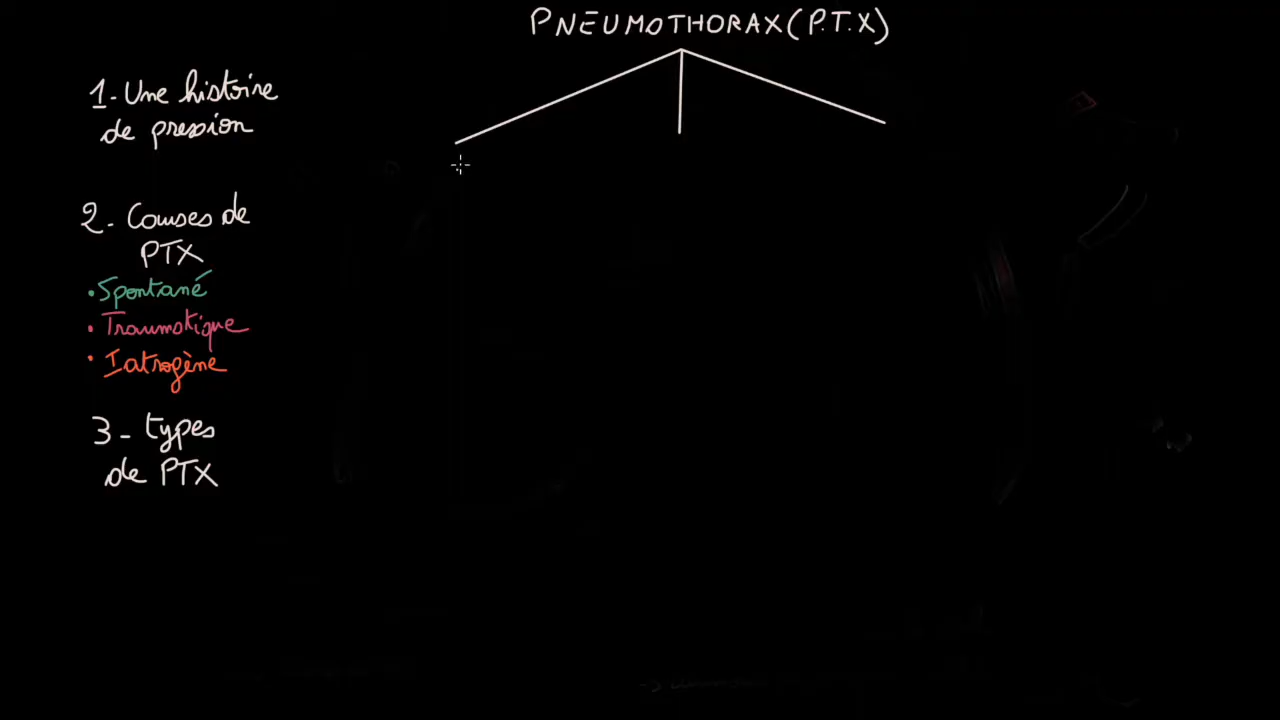 PNEUMOTHORAX (P.T.X)
1. Une histoire
de pression
2. Causes de
PTX
• Spontané
• Traumatique
• Iatrogène
3 - types
de PTX